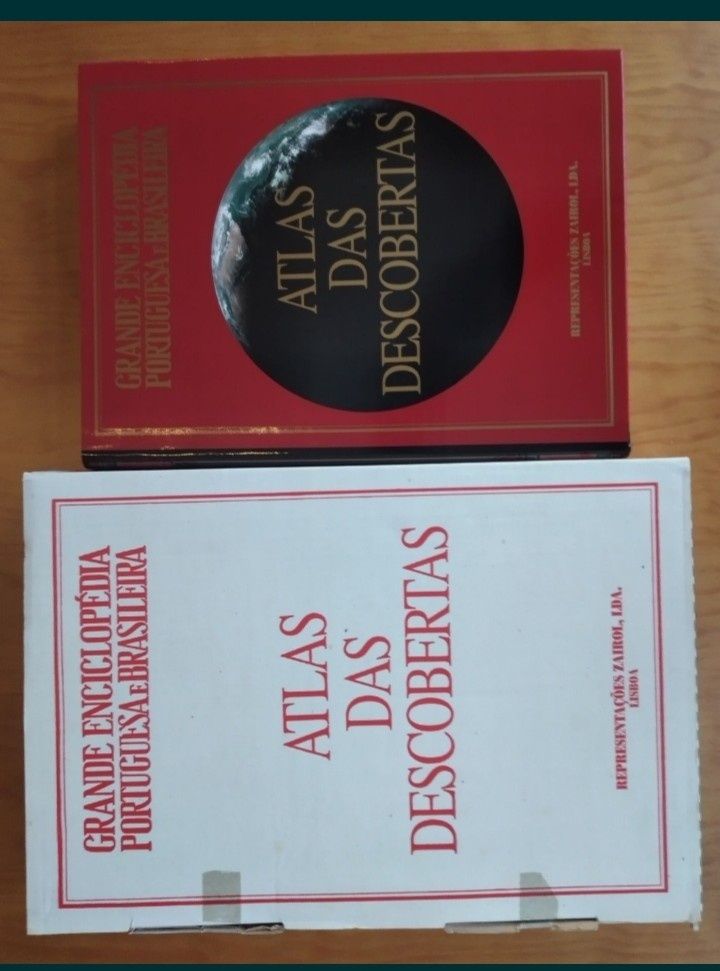 GRANDE ENCICLOPÉDIA
PORTUGUESA E BRASILEIRA
ATLAS
DAS
DESCOBERTAS
REPRESENTAÇÕES ZAIROL, LDA.
LISBOA
GRANDE ENCICLOPÉDIA
PORTUGUESA E BRASILEIRA
ATLAS
DAS
DESCOBERTAS
REPRESENTAÇÕES ZAIROL, LDA.
LISBOA